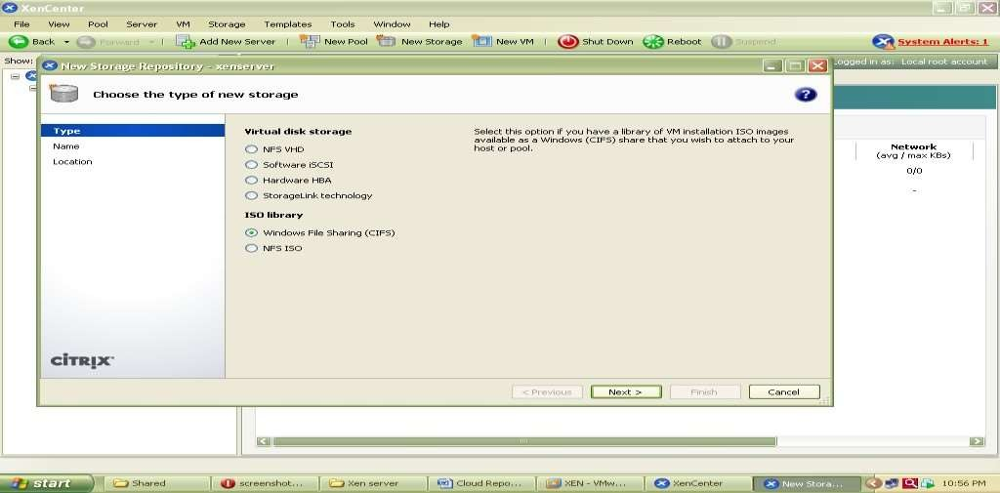 XenCenter
File View Pool Server VM Storage Templates Tools Window Help
Back Forward Add New Server New Pool New Storage New VM Shut Down Reboot Suspend System Alerts: 1
Show:
Logged in as: Local root account
New Storage Repository - xenserver
Choose the type of new storage
?
Type
Name
Location
Virtual disk storage
NFS VHD
Software iSCSI
Hardware HBA
StorageLink technology
ISO library
Windows File Sharing (CIFS)
NFS ISO
Select this option if you have a library of VM installation ISO images
available as a Windows (CIFS) share that you wish to attach to your
host or pool.
Network
(avg / max KBs)
0/0
-
CITRIX
< Previous Next > Finish Cancel
start Shared screenshot... Xen server Cloud Repo... XEN - VMw... XenCenter New Stora... 10:56 PM